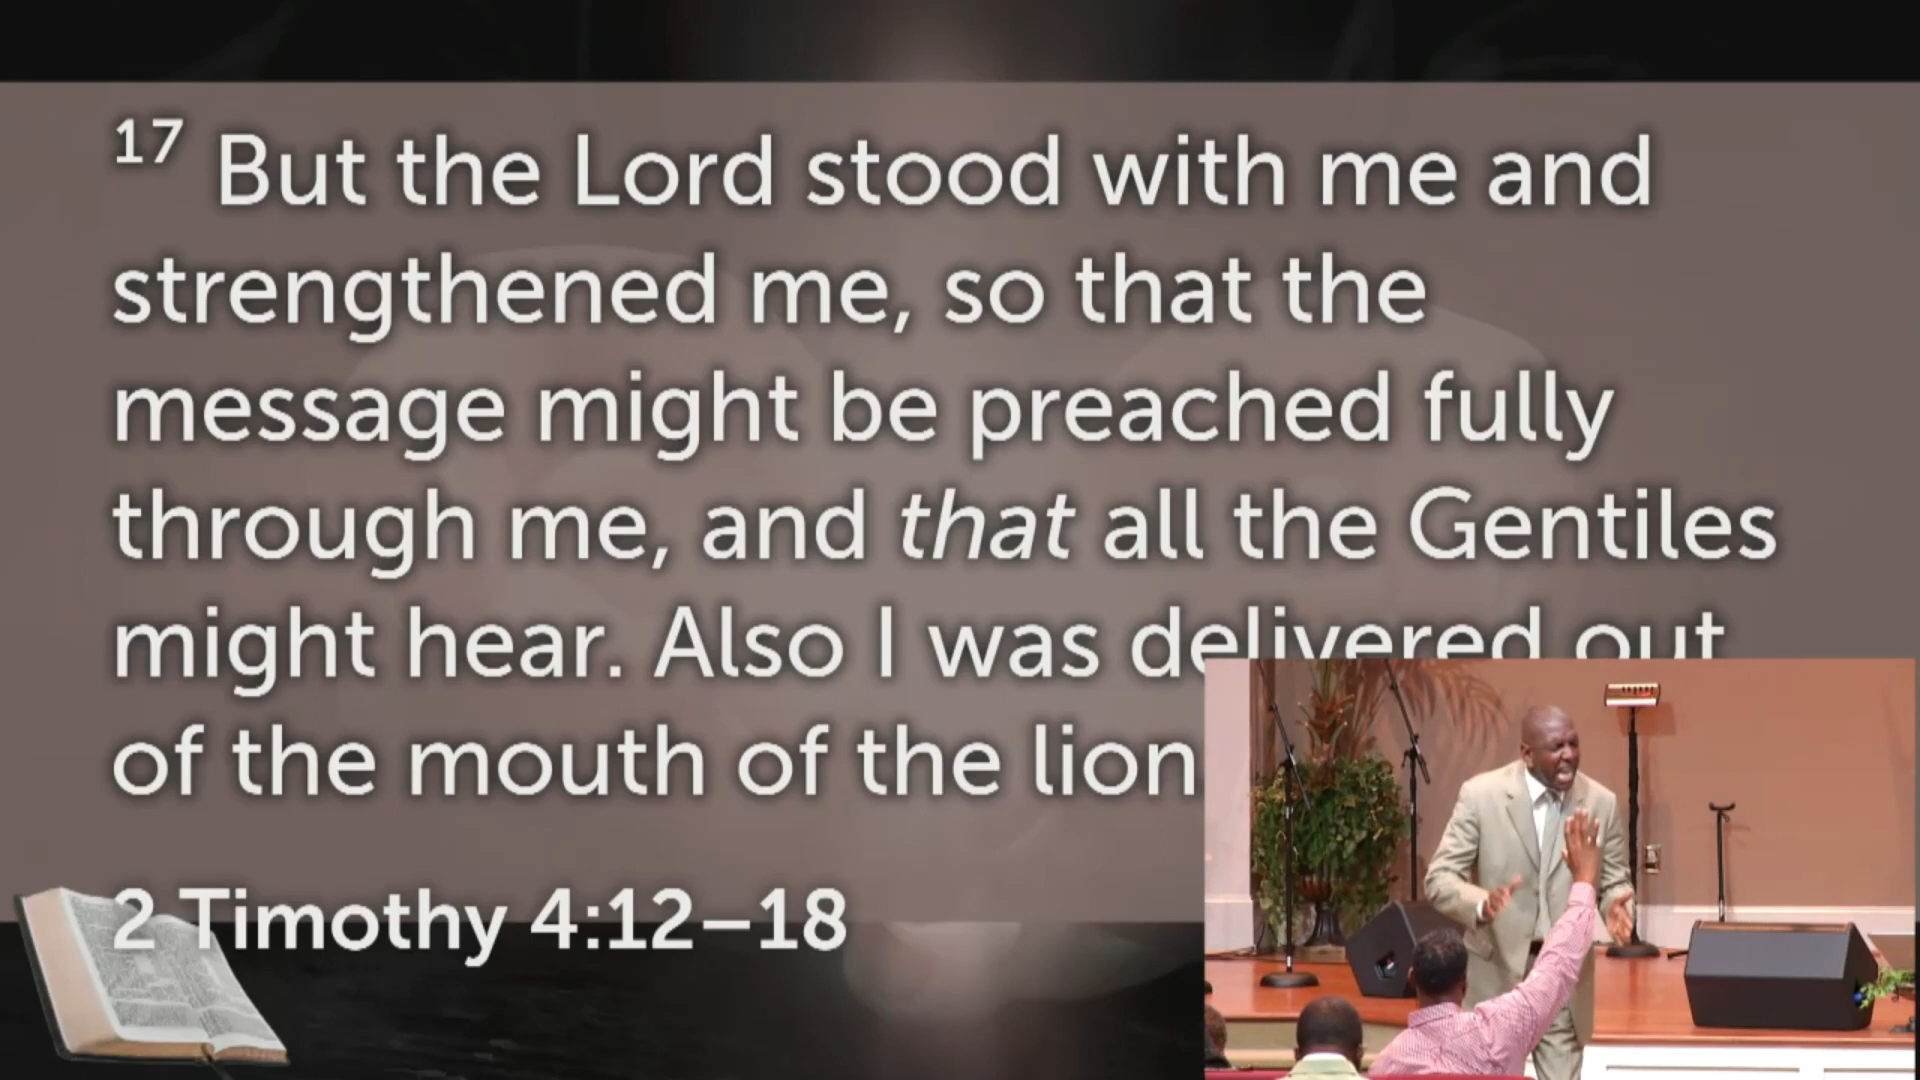 17 But the Lord stood with me and
strengthened me, so that the
message might be preached fully
through me, and that all the Gentiles
might hear. Also I was delivered out
of the mouth of the lion
2 Timothy 4:12–18